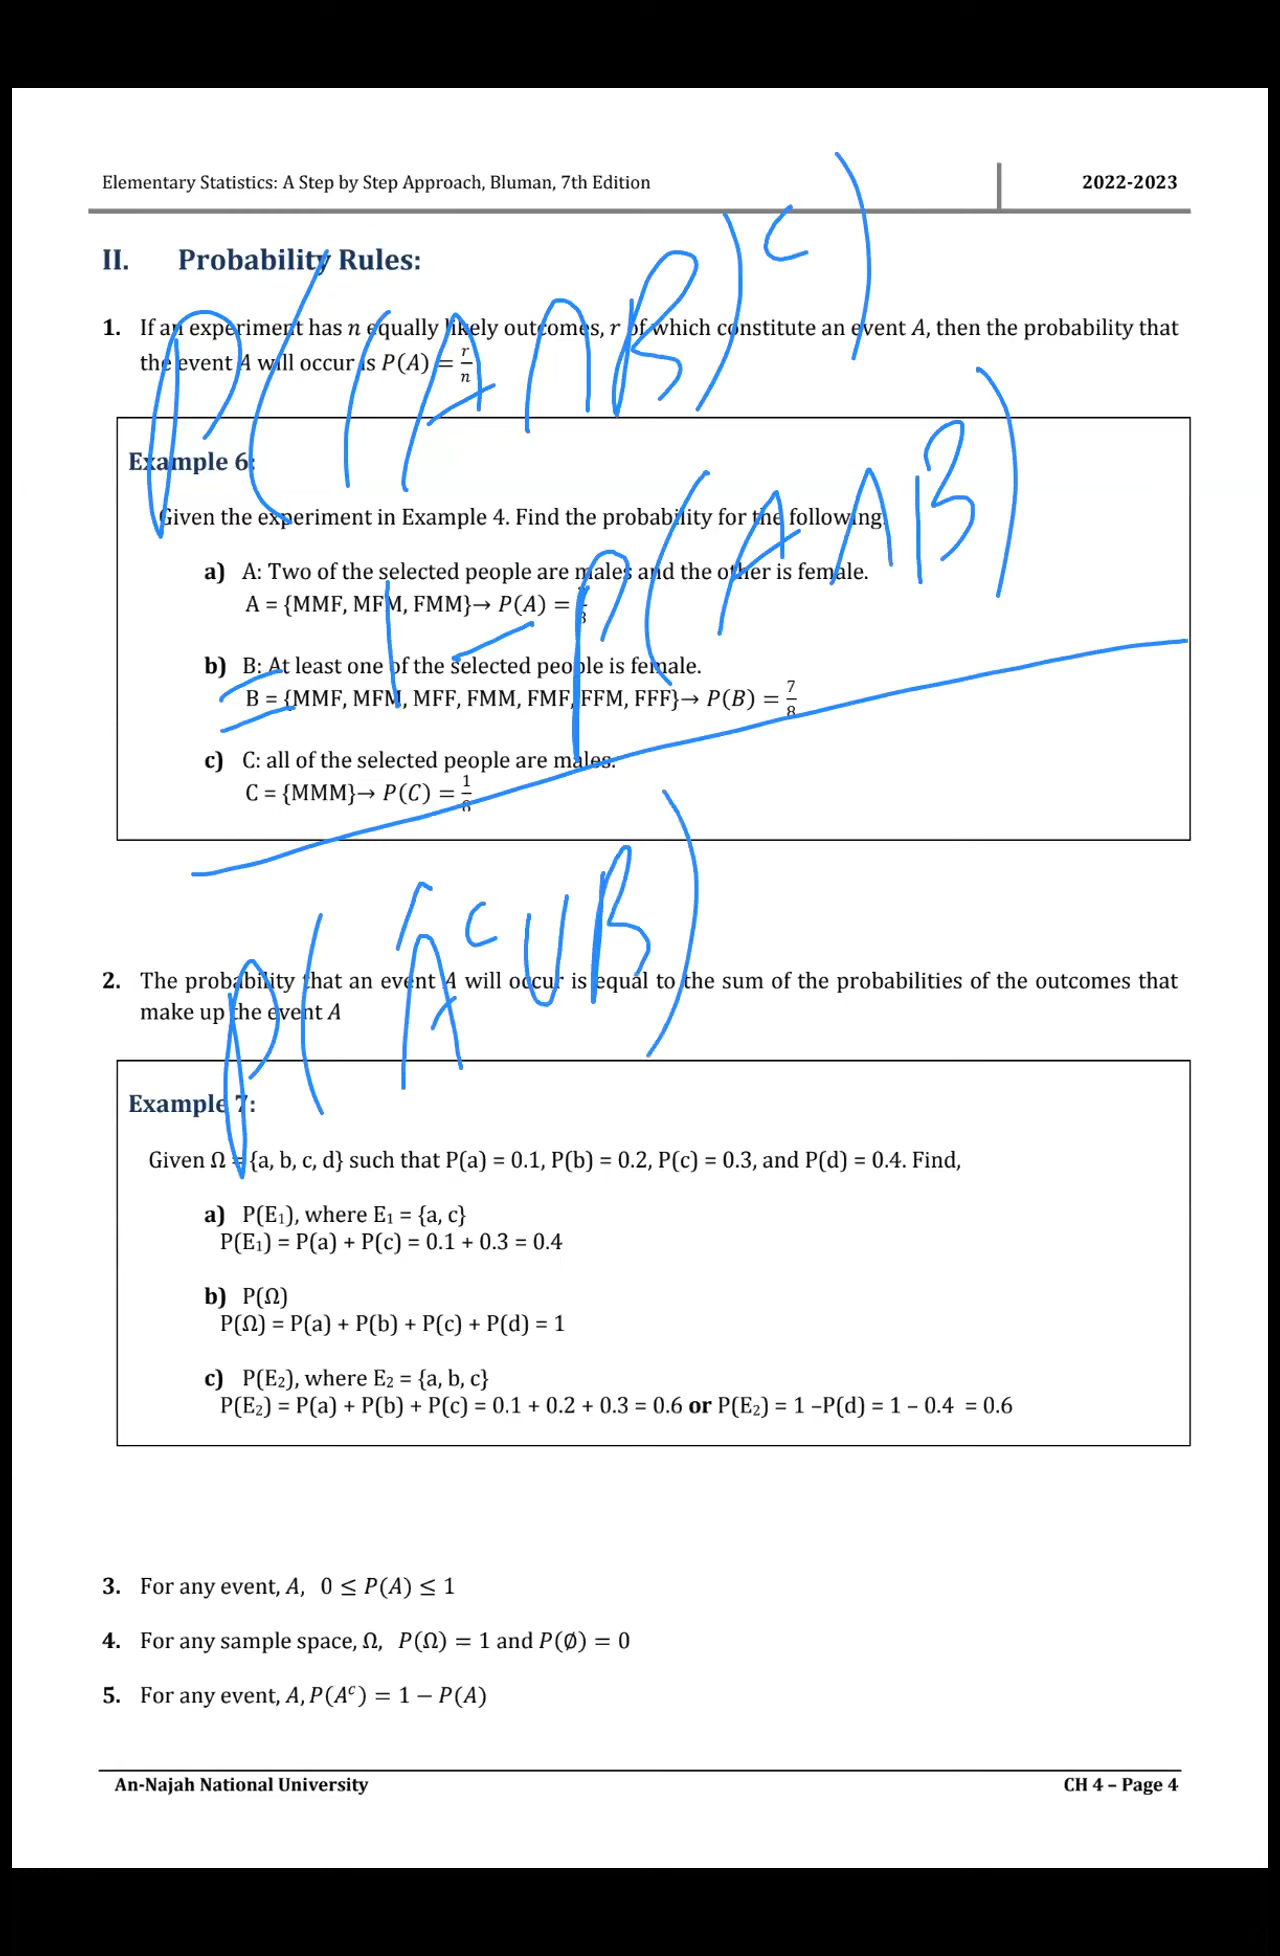 Elementary Statistics: A Step by Step Approach, Bluman, 7th Edition 2022-2023
II. Probability Rules:
1. If an experiment has n equally likely outcomes, r of which constitute an event A, then the probability that
the event A will occur is P(A) = r/n
P((A∩B)^c)
Example 6:
Given the experiment in Example 4. Find the probability for the following:
= 1 - P(A∩B)
a) A: Two of the selected people are males and the other is female.
A = {MMF, MFM, FMM}→ P(A) =
b) B: At least one of the selected people is female.
B = {MMF, MFM, MFF, FMM, FMF, FFM, FFF}→ P(B) = 7/8
c) C: all of the selected people are males.
C = {MMM}→ P(C) = 1/8
P(A^c∪B)
2. The probability that an event A will occur is equal to the sum of the probabilities of the outcomes that
make up the event A
Example 7:
Given Ω = {a, b, c, d} such that P(a) = 0.1, P(b) = 0.2, P(c) = 0.3, and P(d) = 0.4. Find,
a) P(E₁), where E₁ = {a, c}
P(E₁) = P(a) + P(c) = 0.1 + 0.3 = 0.4
b) P(Ω)
P(Ω) = P(a) + P(b) + P(c) + P(d) = 1
c) P(E₂), where E₂ = {a, b, c}
P(E₂) = P(a) + P(b) + P(c) = 0.1 + 0.2 + 0.3 = 0.6 or P(E₂) = 1 –P(d) = 1 – 0.4 = 0.6
3. For any event, A, 0 ≤ P(A) ≤ 1
4. For any sample space, Ω, P(Ω) = 1 and P(∅) = 0
5. For any event, A, P(A^c) = 1 − P(A)
An-Najah National University CH 4 – Page 4